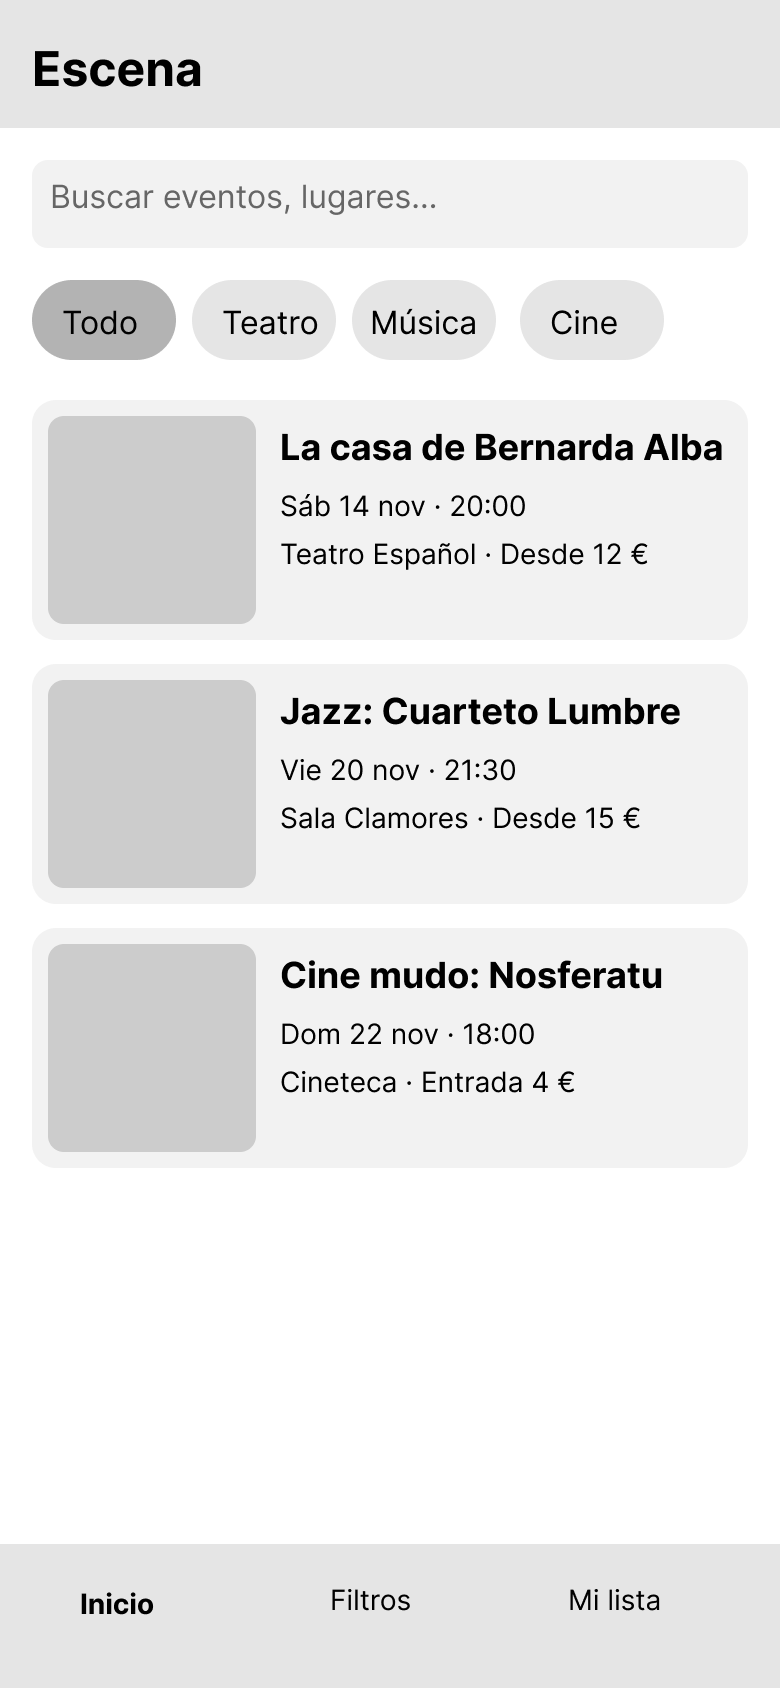 Escena
Buscar eventos, lugares...
Todo
Teatro
Música
Cine
La casa de Bernarda Alba
Sáb 14 nov · 20:00
Teatro Español · Desde 12 €
Jazz: Cuarteto Lumbre
Vie 20 nov · 21:30
Sala Clamores · Desde 15 €
Cine mudo: Nosferatu
Dom 22 nov · 18:00
Cineteca · Entrada 4 €
Inicio
Filtros
Mi lista